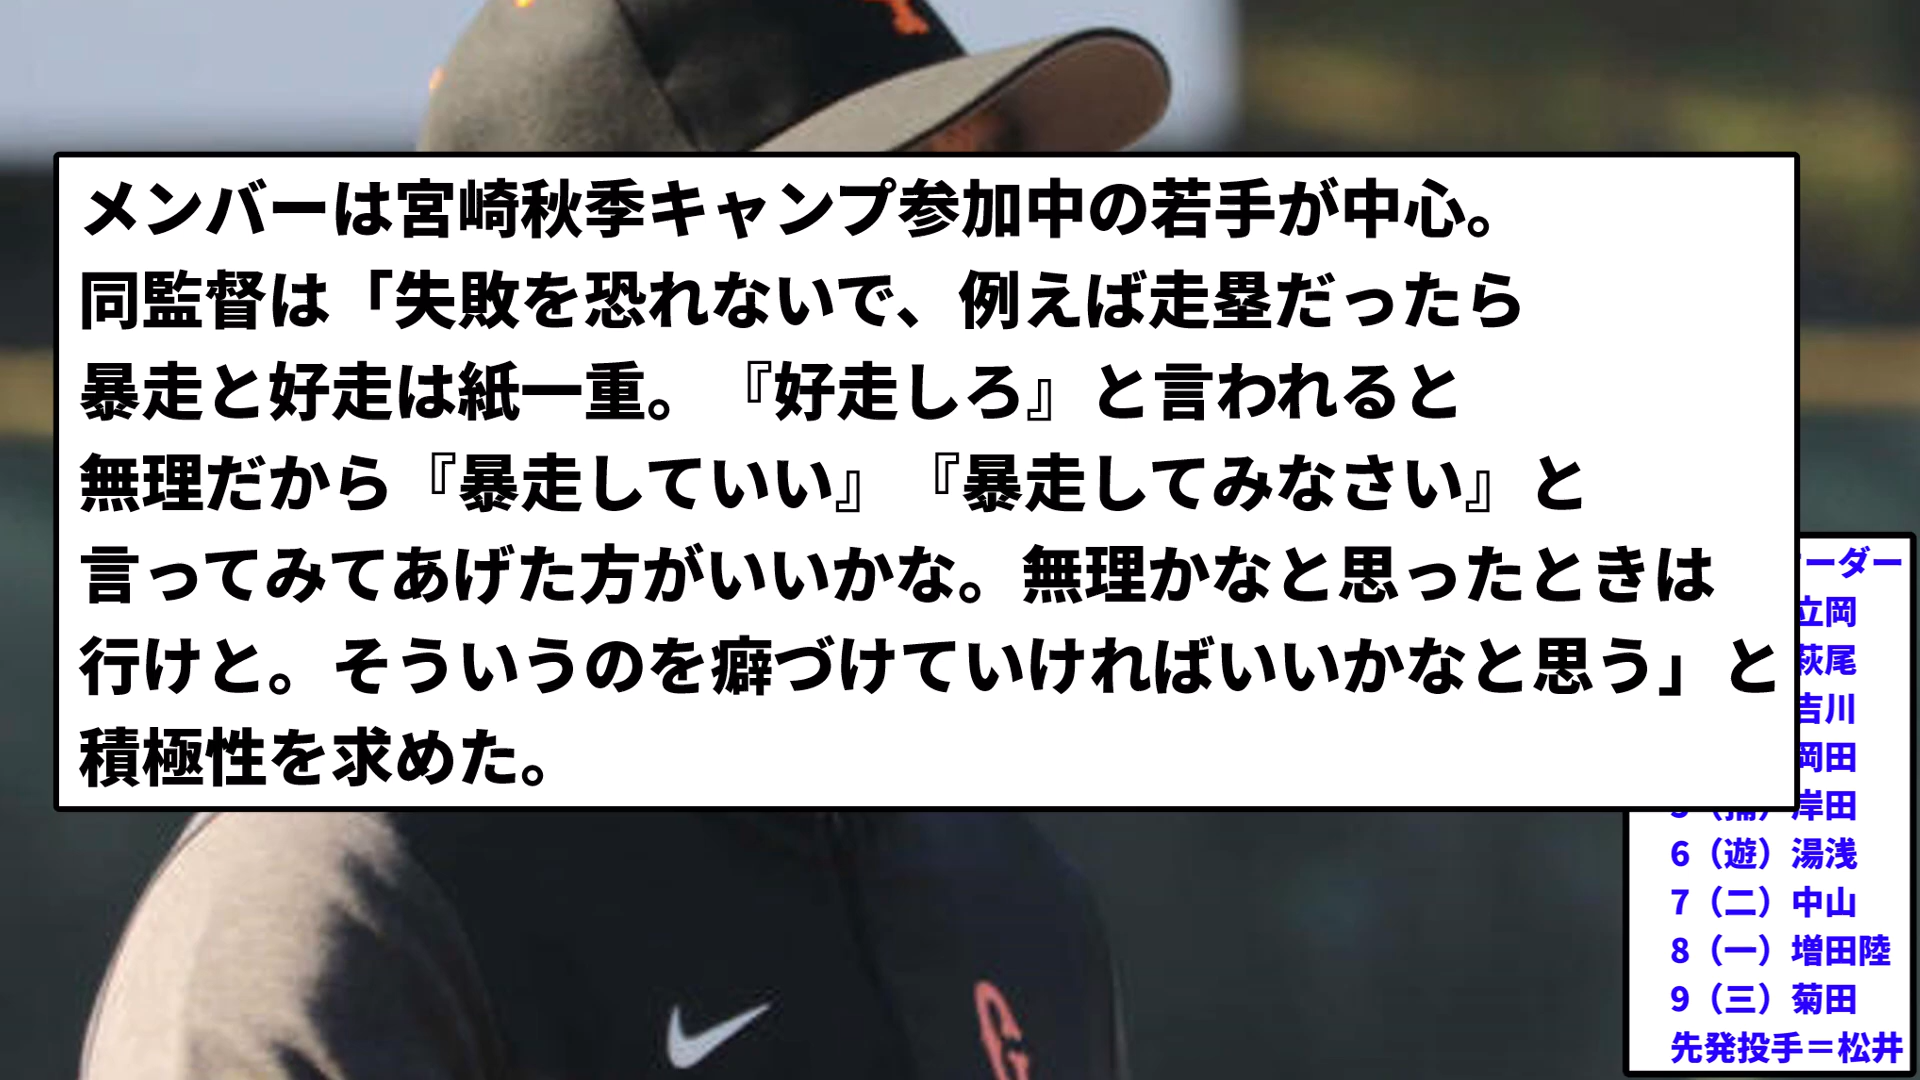 メンバーは宮崎秋季キャンプ参加中の若手が中心。
同監督は「失敗を恐れないで、例えば走塁だったら
暴走と好走は紙一重。『好走しろ』と言われると
無理だから『暴走していい』『暴走してみなさい』と
言ってみてあげた方がいいかな。無理かなと思ったときは
行けと。そういうのを癖づけていければいいかなと思う」と
積極性を求めた。
ーダー
立岡
萩尾
吉川
岡田
岸田
6（遊）湯浅
7（二）中山
8（一）増田陸
9（三）菊田
先発投手＝松井
G